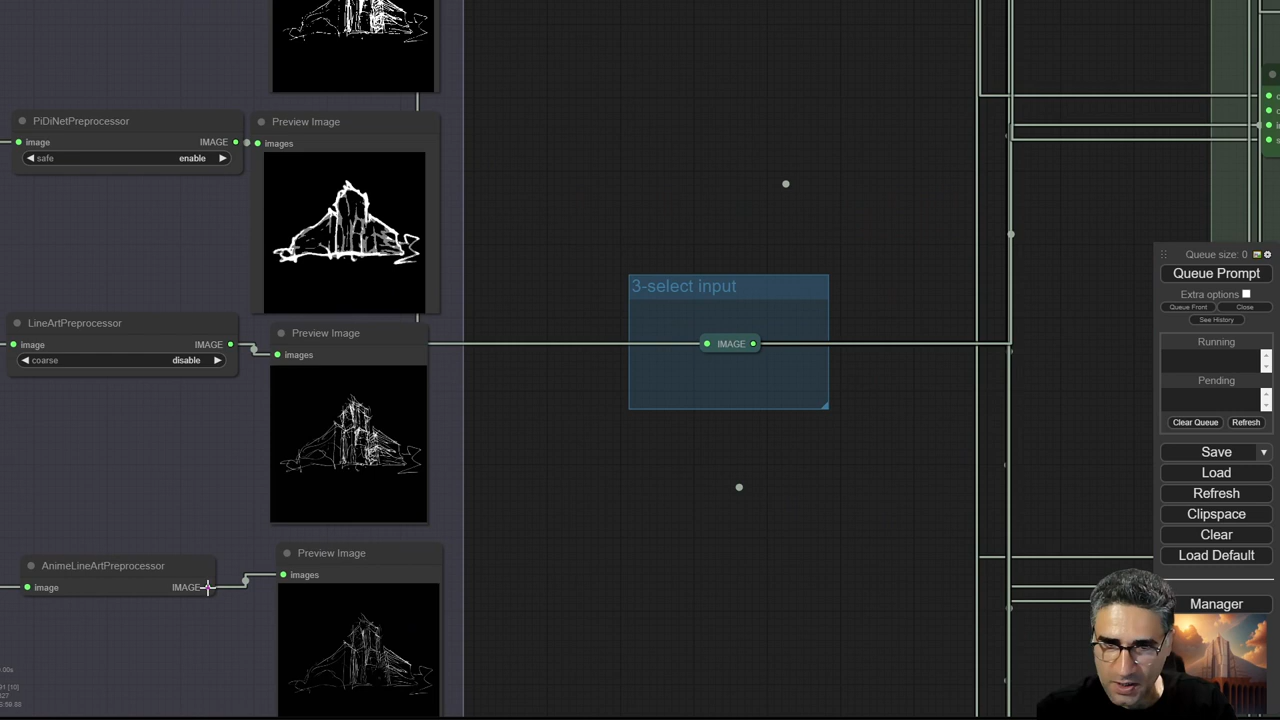 PiDiNetPreprocessor
image IMAGE
safe enable
Preview Image
images
LineArtPreprocessor
image IMAGE
coarse disable
Preview Image
images
AnimeLineArtPreprocessor
image IMAGE
Preview Image
images
3-select input
IMAGE
Queue size: 0
Queue Prompt
Extra options
Queue Front Close
See History
Running
Pending
Clear Queue Refresh
Save
Load
Refresh
Clipspace
Clear
Load Default
Manager